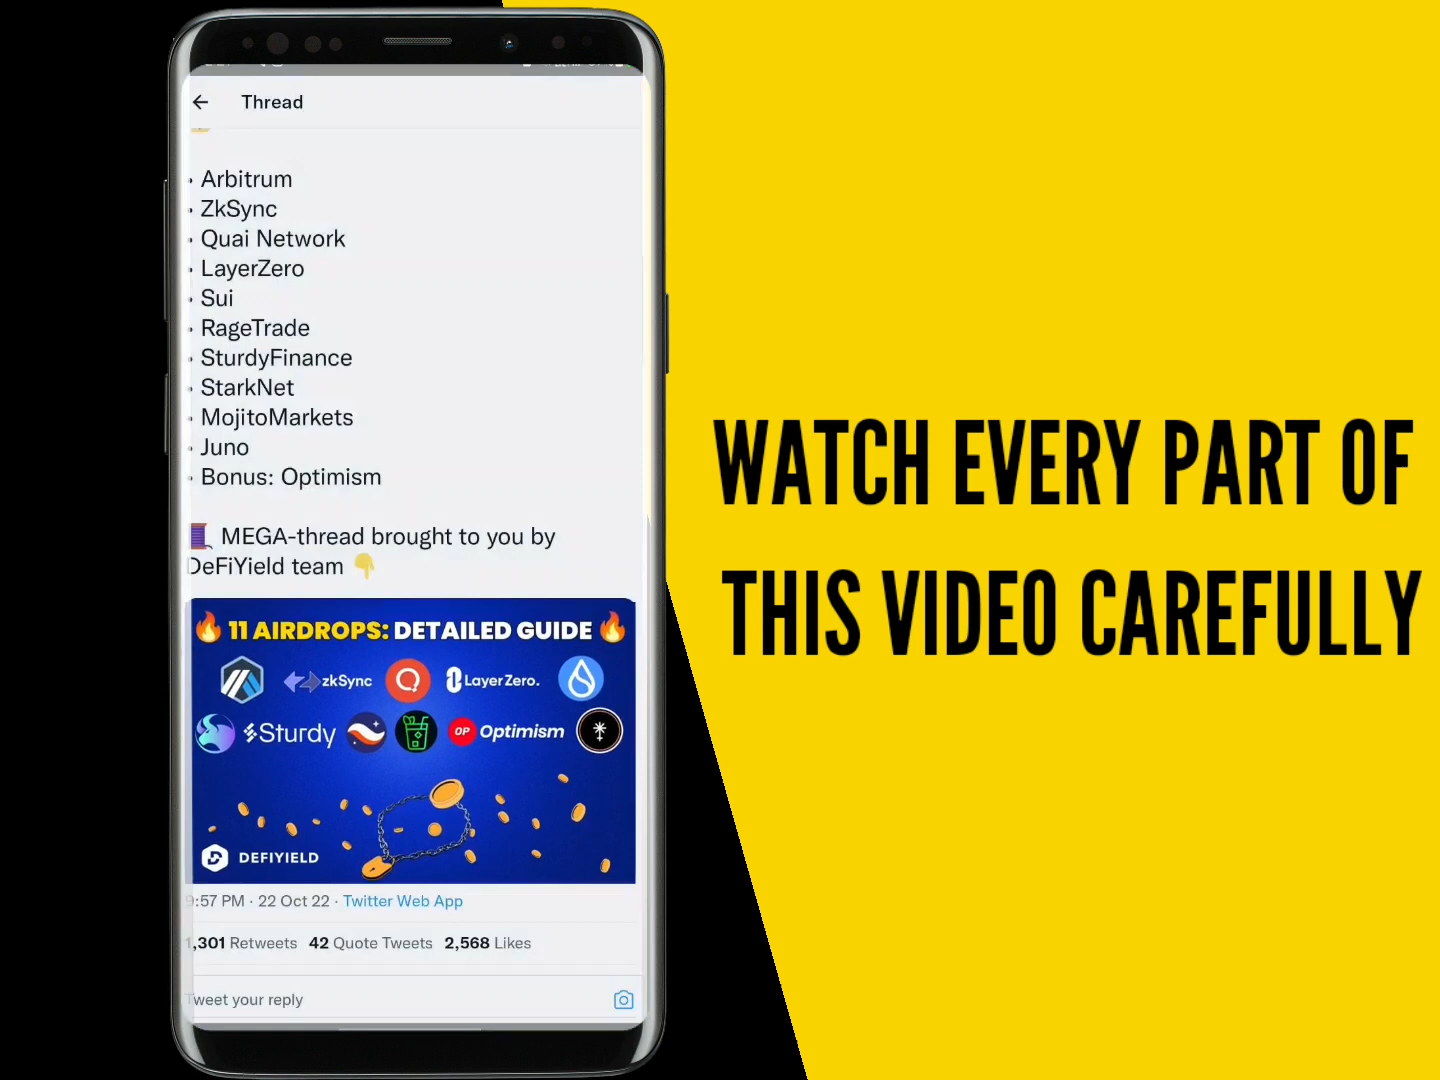 Thread
• Arbitrum
• ZkSync
• Quai Network
• LayerZero
• Sui
• RageTrade
• SturdyFinance
• StarkNet
• MojitoMarkets
• Juno
• Bonus: Optimism
MEGA-thread brought to you by
DeFiYield team
11 AIRDROPS: DETAILED GUIDE
zkSync LayerZero.
Sturdy OP Optimism
DEFIYIELD
9:57 PM · 22 Oct 22 · Twitter Web App
1,301 Retweets 42 Quote Tweets 2,568 Likes
Tweet your reply
WATCH EVERY PART OF
THIS VIDEO CAREFULLY